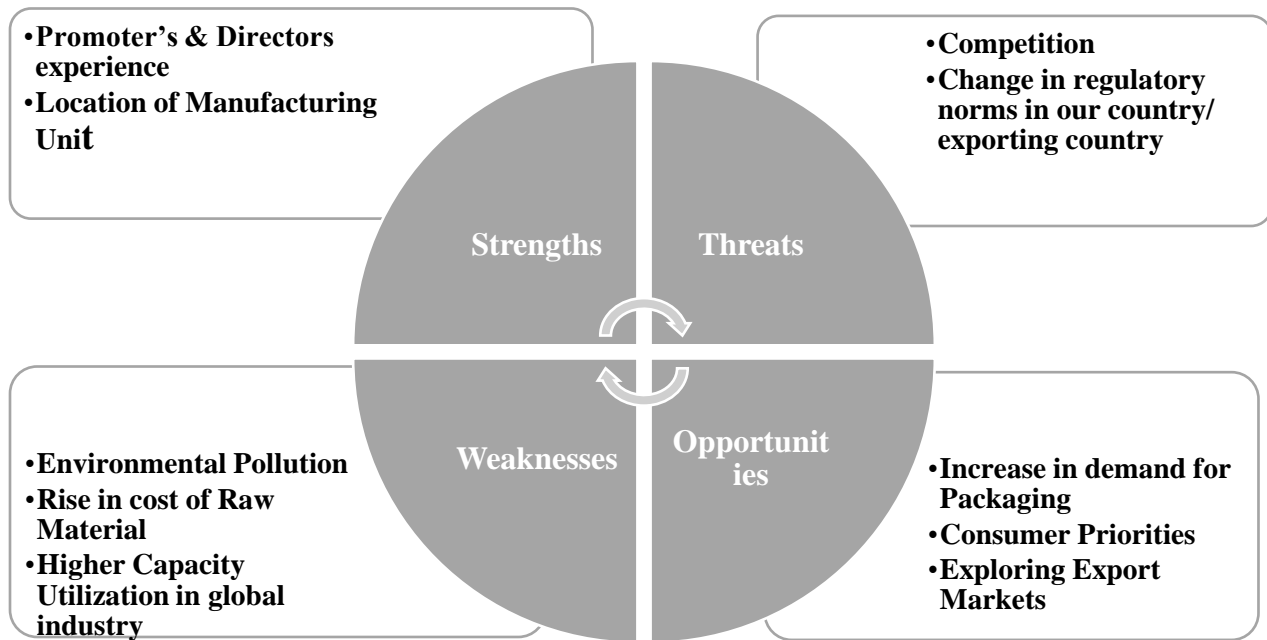 •Promoter's & Directors
experience
•Location of Manufacturing
Unit
•Competition
•Change in regulatory
norms in our country/
exporting country
Strengths
Threats
Weaknesses
Opportunit
ies
•Environmental Pollution
•Rise in cost of Raw
Material
•Higher Capacity
Utilization in global
industry
•Increase in demand for
Packaging
•Consumer Priorities
•Exploring Export
Markets